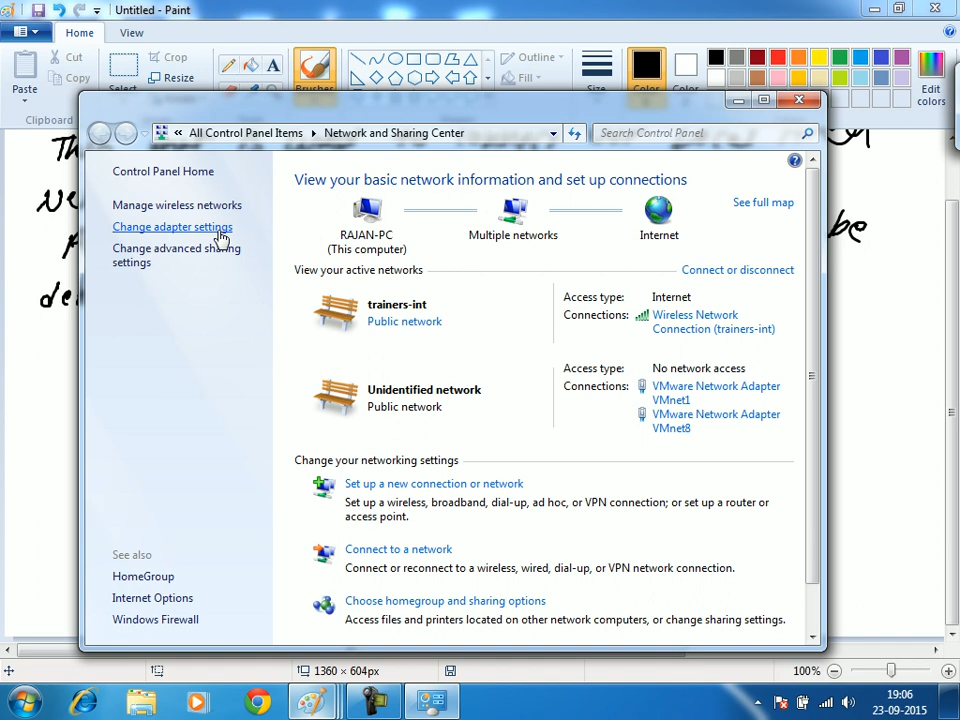 Untitled - Paint
Home
View
Cut
Copy
Paste
Crop
Resize
Select
Outline
Fill
Size
Color
Edit colors
Clipboard
All Control Panel Items
Network and Sharing Center
Search Control Panel
Control Panel Home
Manage wireless networks
Change adapter settings
Change advanced sharing
settings
View your basic network information and set up connections
See full map
RAJAN-PC
Multiple networks
Internet
(This computer)
View your active networks
Connect or disconnect
trainers-int
Public network
Access type: Internet
Connections: Wireless Network
Connection (trainers-int)
Unidentified network
Public network
Access type: No network access
Connections: VMware Network Adapter
VMnet1
VMware Network Adapter
VMnet8
Change your networking settings
Set up a new connection or network
Set up a wireless, broadband, dial-up, ad hoc, or VPN connection; or set up a router or
access point.
Connect to a network
Connect or reconnect to a wireless, wired, dial-up, or VPN network connection.
Choose homegroup and sharing options
Access files and printers located on other network computers, or change sharing settings.
See also
HomeGroup
Internet Options
Windows Firewall
be
1360 × 604px
100%
19:06
23-09-2015